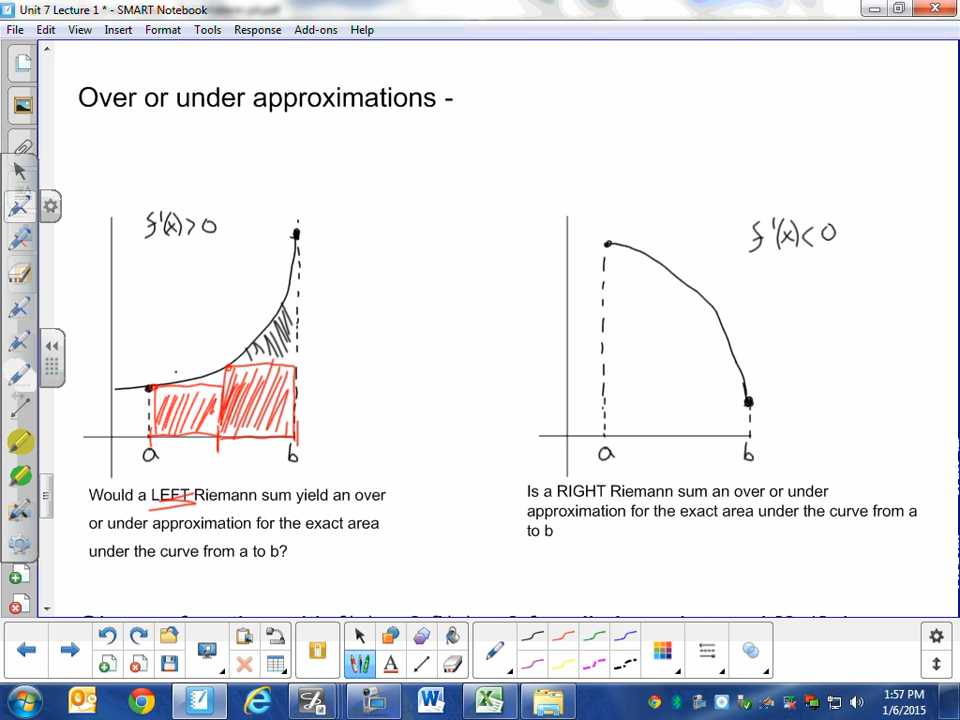 Unit 7 Lecture 1 * - SMART Notebook
File Edit View Insert Format Tools Response Add-ons Help
Over or under approximations -
f'(x) > 0
f'(x) < 0
a
b
a
b
Would a LEFT Riemann sum yield an over
or under approximation for the exact area
under the curve from a to b?
Is a RIGHT Riemann sum an over or under
approximation for the exact area under the curve from a
to b
1:57 PM
1/6/2015